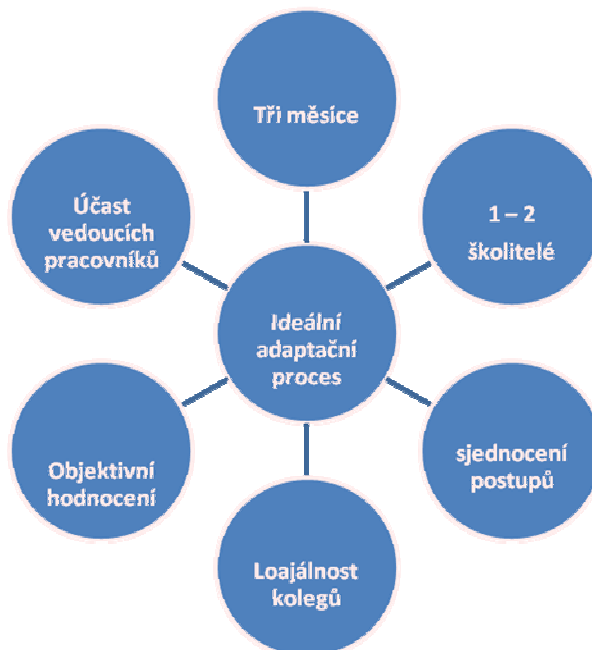 Tři měsíce
1 – 2
školitelé
sjednocení
postupů
Loajálnost
kolegů
Objektivní
hodnocení
Účast
vedoucích
pracovníků
Ideální
adaptační
proces